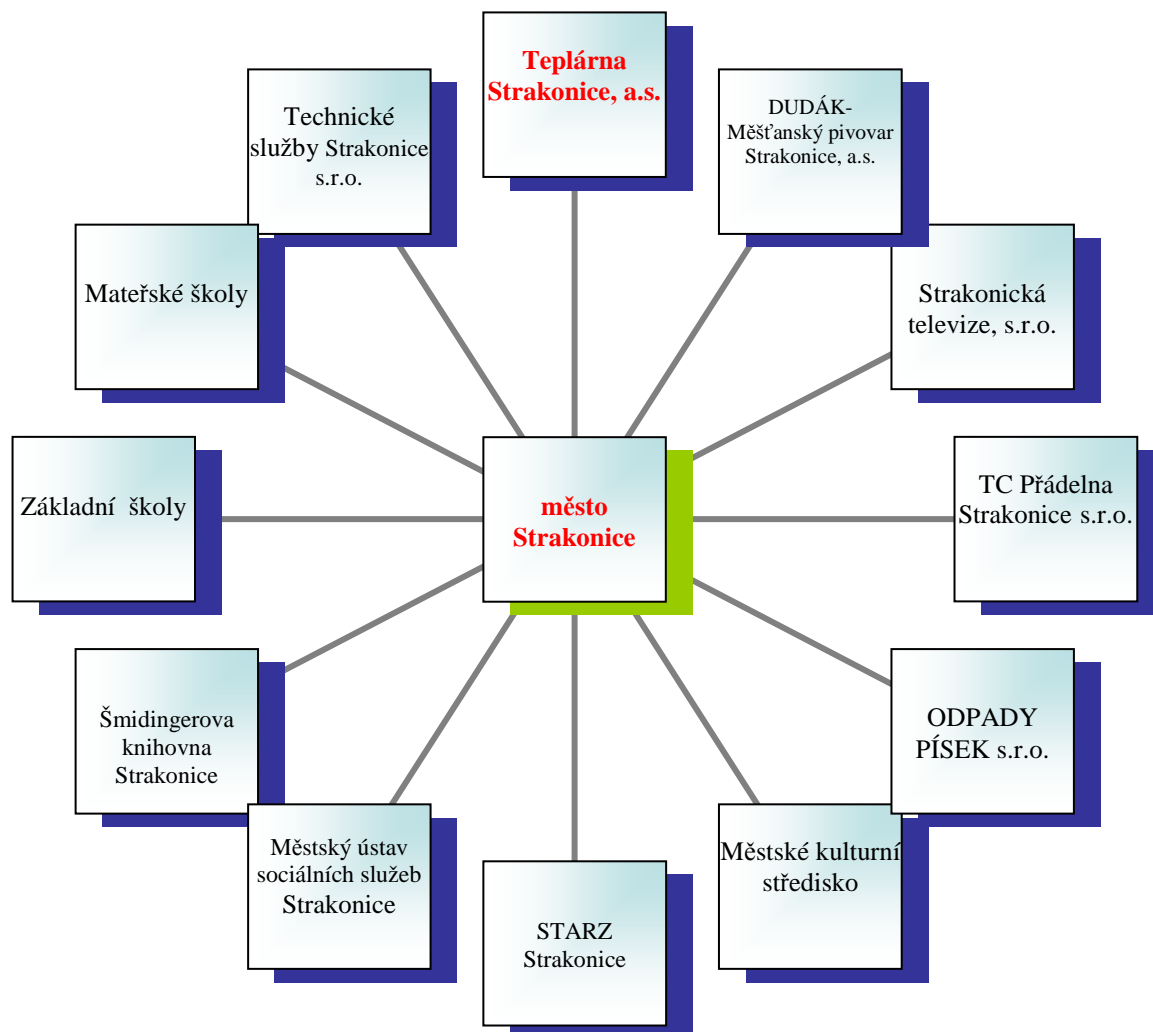 Teplárna
Strakonice, a.s.
DUDÁK-
Měšťanský pivovar
Strakonice, a.s.
Strakonická
televize, s.r.o.
TC Přádelna
Strakonice s.r.o.
ODPADY
PÍSEK s.r.o.
Městské kulturní
středisko
STARZ
Strakonice
Městský ústav
sociálních služeb
Strakonice
Šmidingerova
knihovna
Strakonice
Základní školy
Mateřské školy
Technické
služby Strakonice
s.r.o.
město
Strakonice